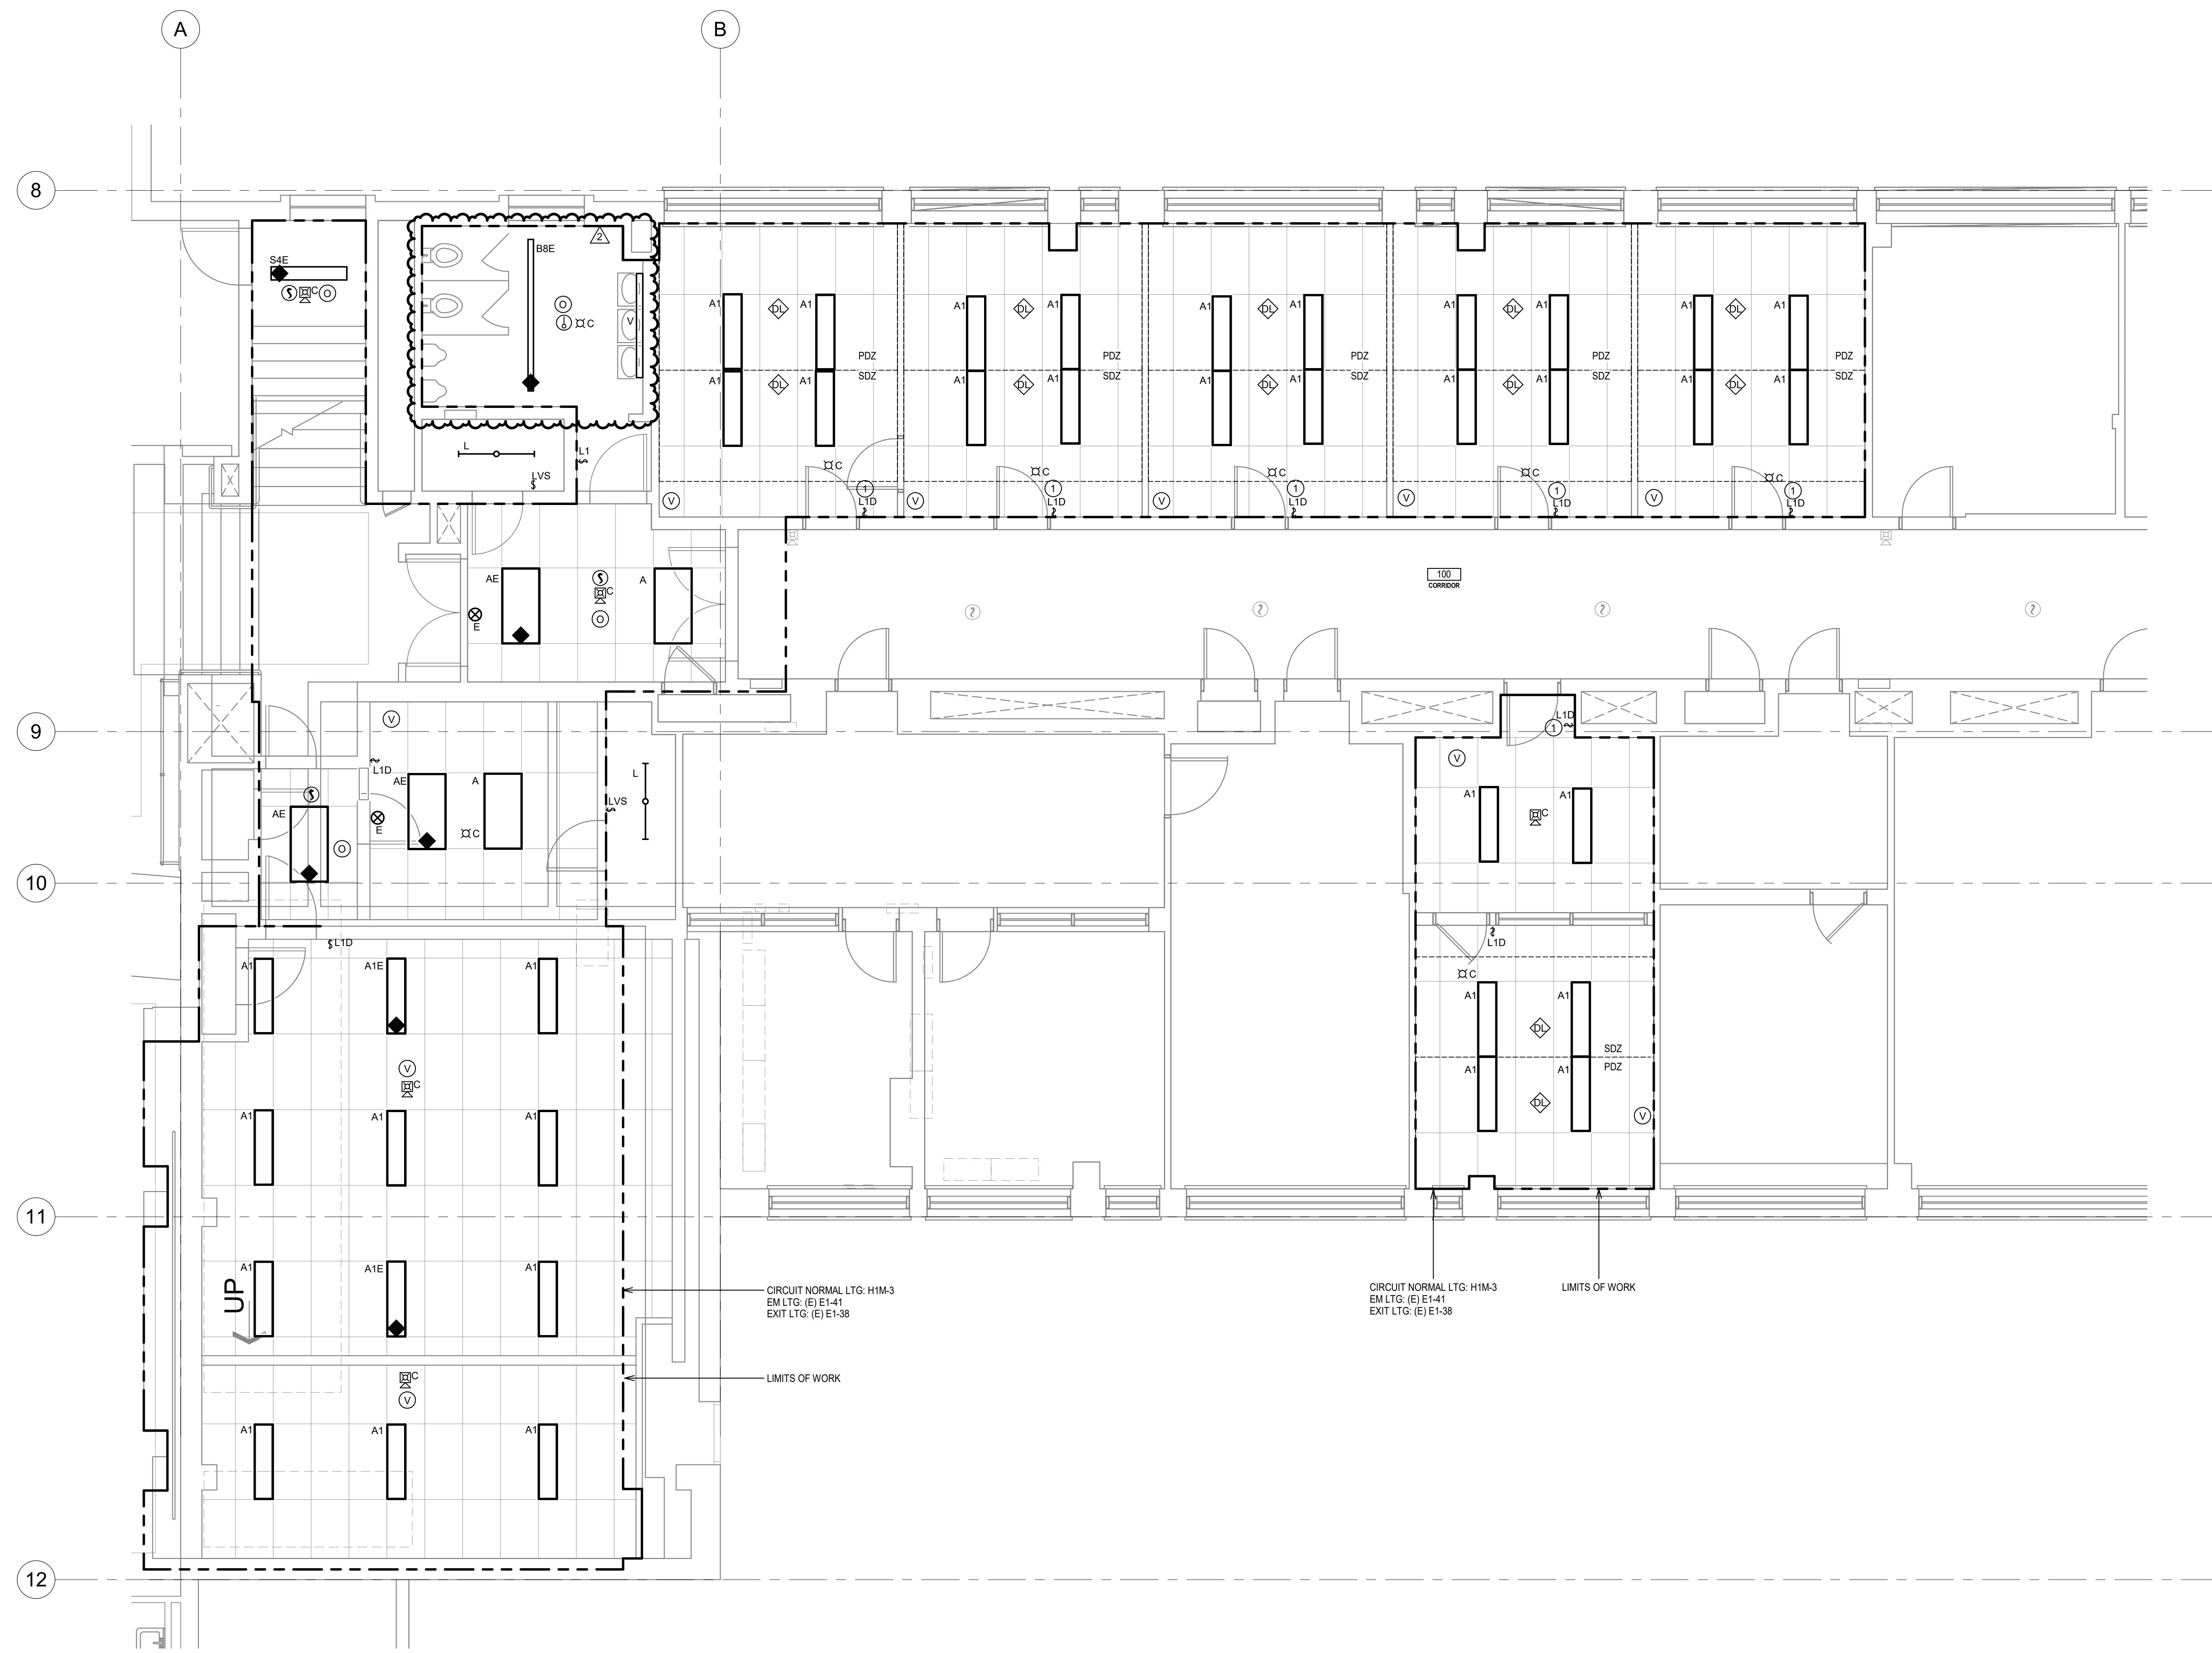 A
B
8
2
B8E
S4E
C
O
O
C
V
A1
DL
A1
A1
DL
A1
A1
DL
A1
A1
DL
A1
A1
DL
A1
PDZ
PDZ
PDZ
PDZ
PDZ
SDZ
SDZ
SDZ
SDZ
SDZ
A1
DL
A1
A1
DL
A1
A1
DL
A1
A1
DL
A1
A1
DL
A1
L
L1
LVS
C
C
C
C
C
V
1
V
1
V
1
V
1
V
1
L1D
L1D
L1D
L1D
L1D
AE
A
C
O
E
100
CORRIDOR
9
V
L1D
AE
A
L
LVS
AE
E
C
O
L1D
1
V
A1
A1
C
10
L1D
L1D
C
A1
A1E
A1
A1
A1
DL
V
C
SDZ
PDZ
A1
A1
DL
V
A1
A1
A1
11
A1
A1E
A1
UP
CIRCUIT NORMAL LTG: H1M-3
EM LTG: (E) E1-41
EXIT LTG: (E) E1-38
CIRCUIT NORMAL LTG: H1M-3
EM LTG: (E) E1-41
EXIT LTG: (E) E1-38
LIMITS OF WORK
LIMITS OF WORK
C
V
A1
A1
A1
12